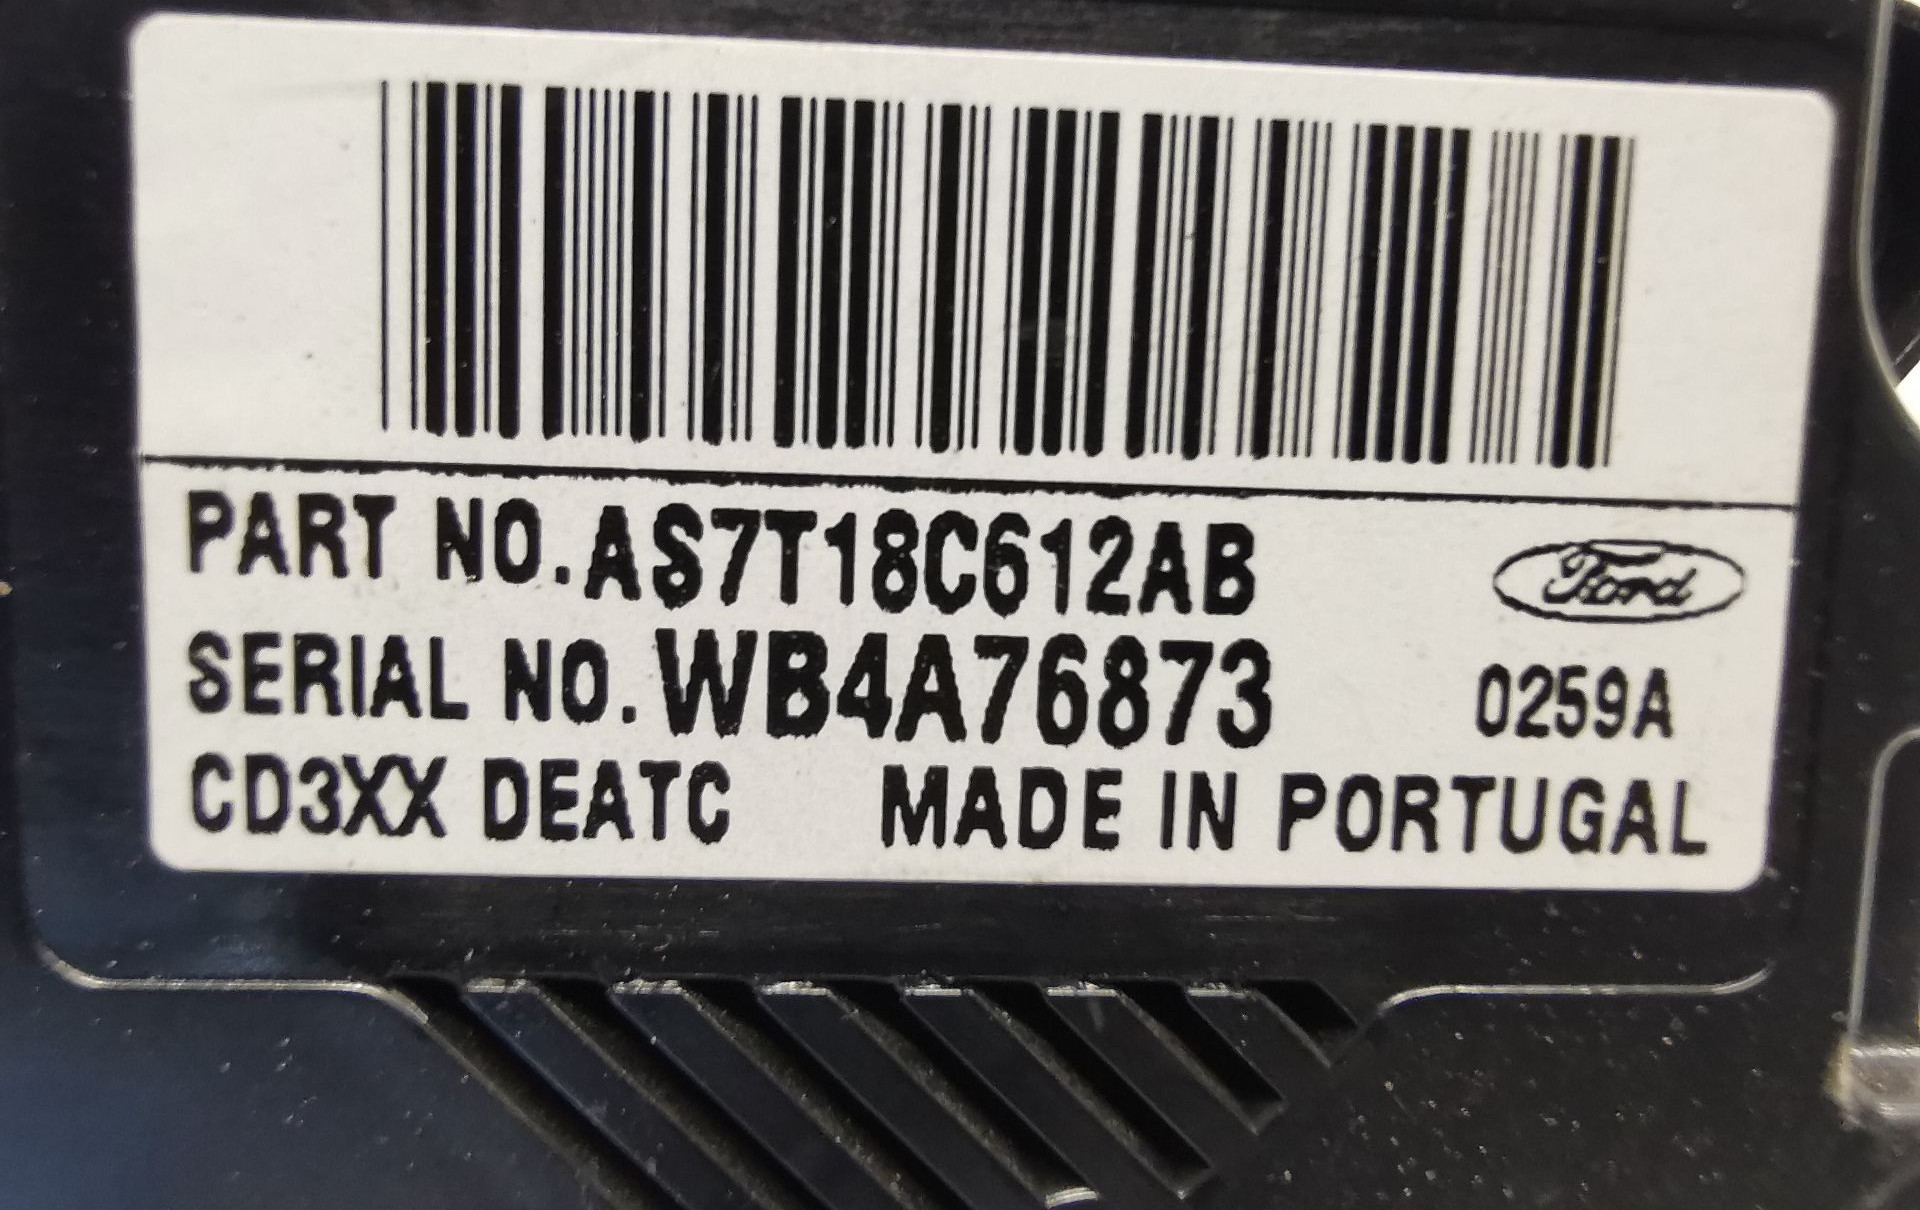 PART NO.AS7T18C612AB
Ford
SERIAL NO.WB4A76873
0259A
CD3XX DEATC MADE IN PORTUGAL